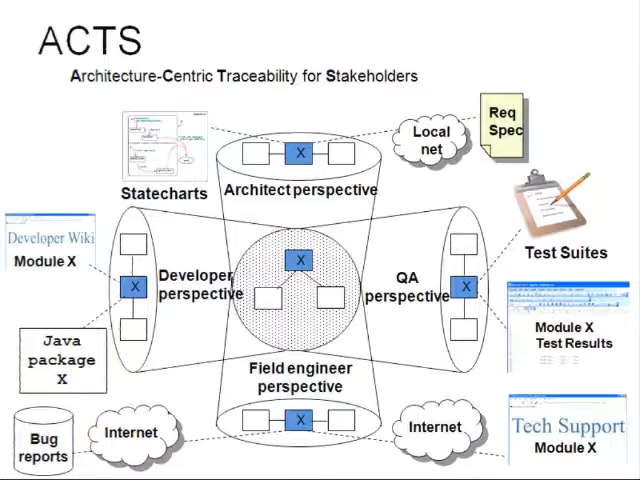 ACTS
Architecture-Centric Traceability for Stakeholders
Req
Spec
Local
net
X
Statecharts
Architect perspective
Test Suites
Developer Wiki
Module X
X
Developer
perspective
X
QA
perspective
X
Module X
Test Results
Java
package
X
Field engineer
perspective
X
Bug
reports
Internet
Internet
Tech Support
Module X